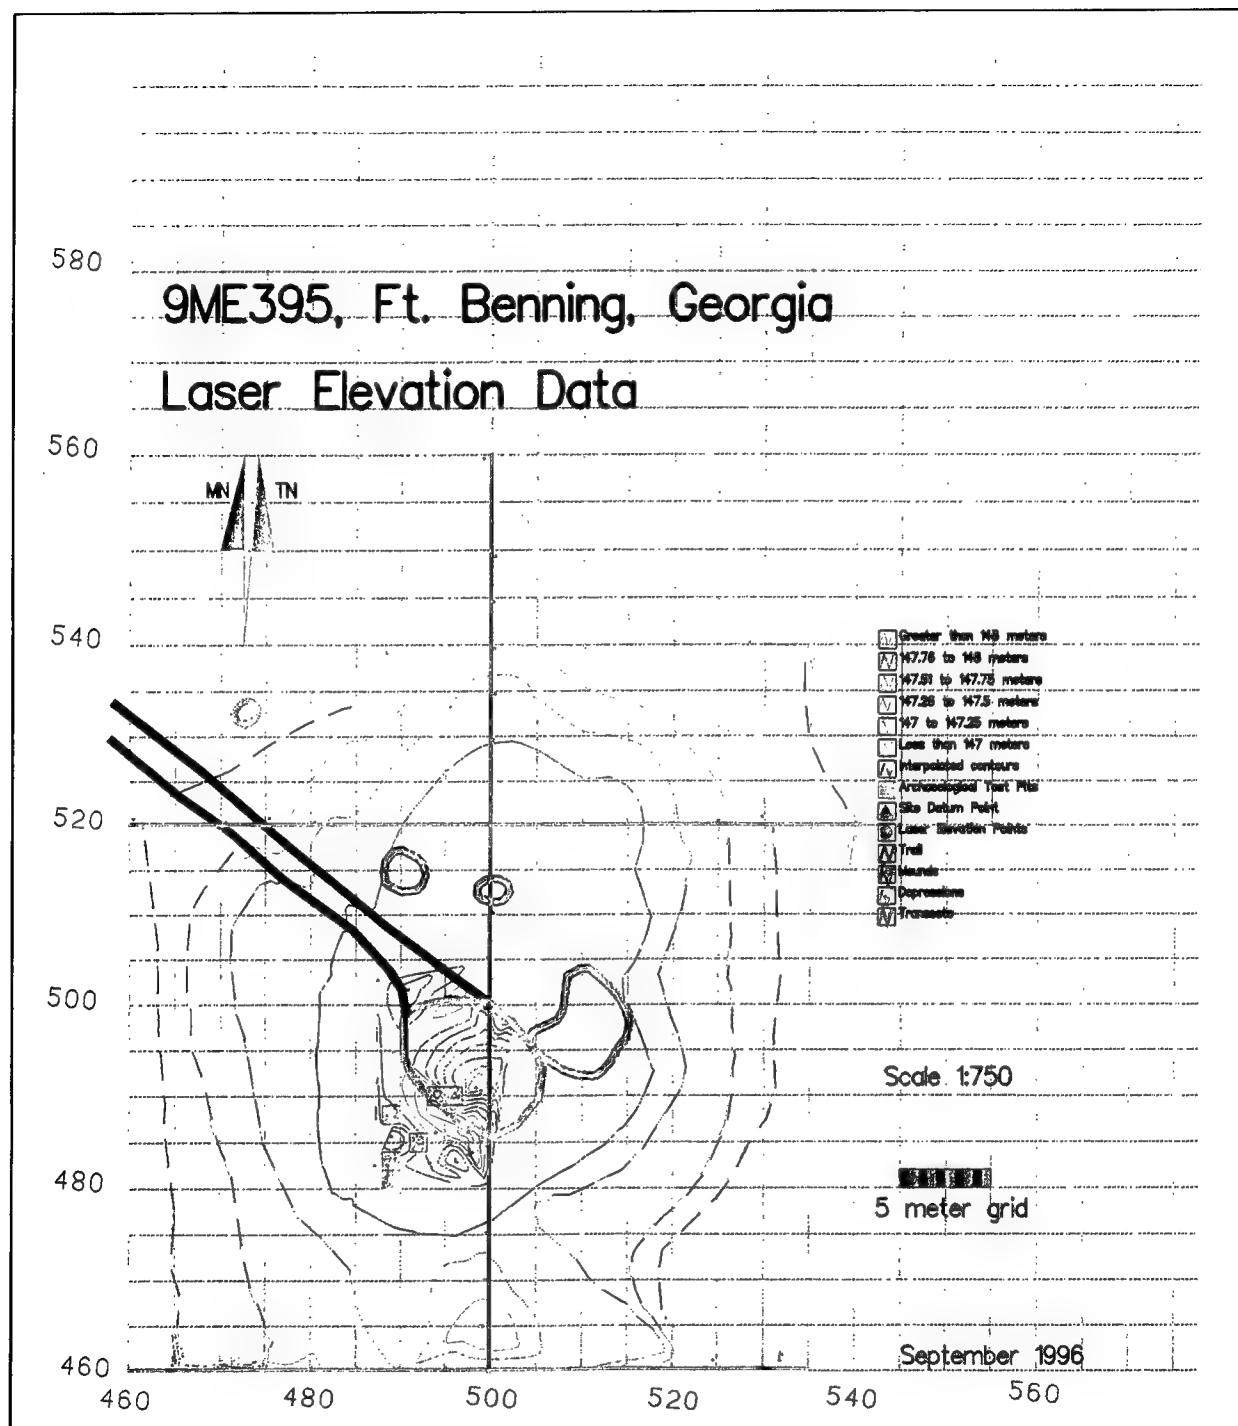 580
9ME395, Ft. Benning, Georgia
Laser Elevation Data
560
MN TN
540
Greater than 148 meters
147.76 to 148 meters
147.51 to 147.75 meters
147.26 to 147.5 meters
147 to 147.25 meters
Less than 147 meters
Interpolated contours
Archaeological Test Pits
Site Datum Point
Laser Elevation Points
Trail
Mounds
Depressions
Transects
520
500
Scale 1:750
480
5 meter grid
September 1996
460
460 480 500 520 540 560